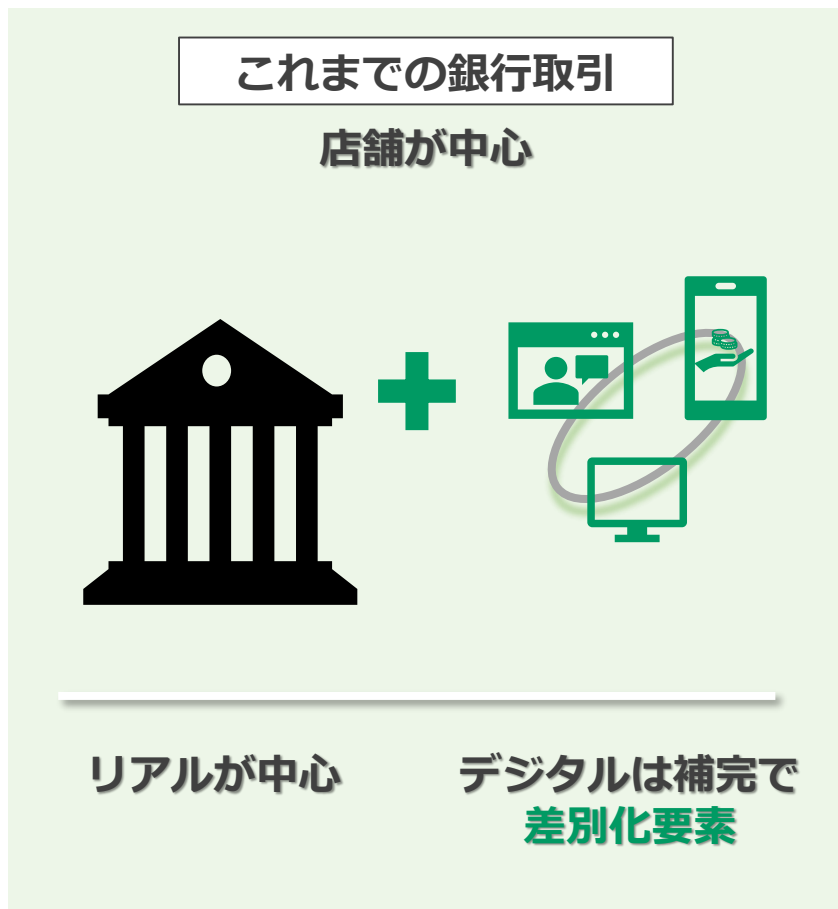 これまでの銀行取引
店舗が中心
リアルが中心
デジタルは補完で
差別化要素